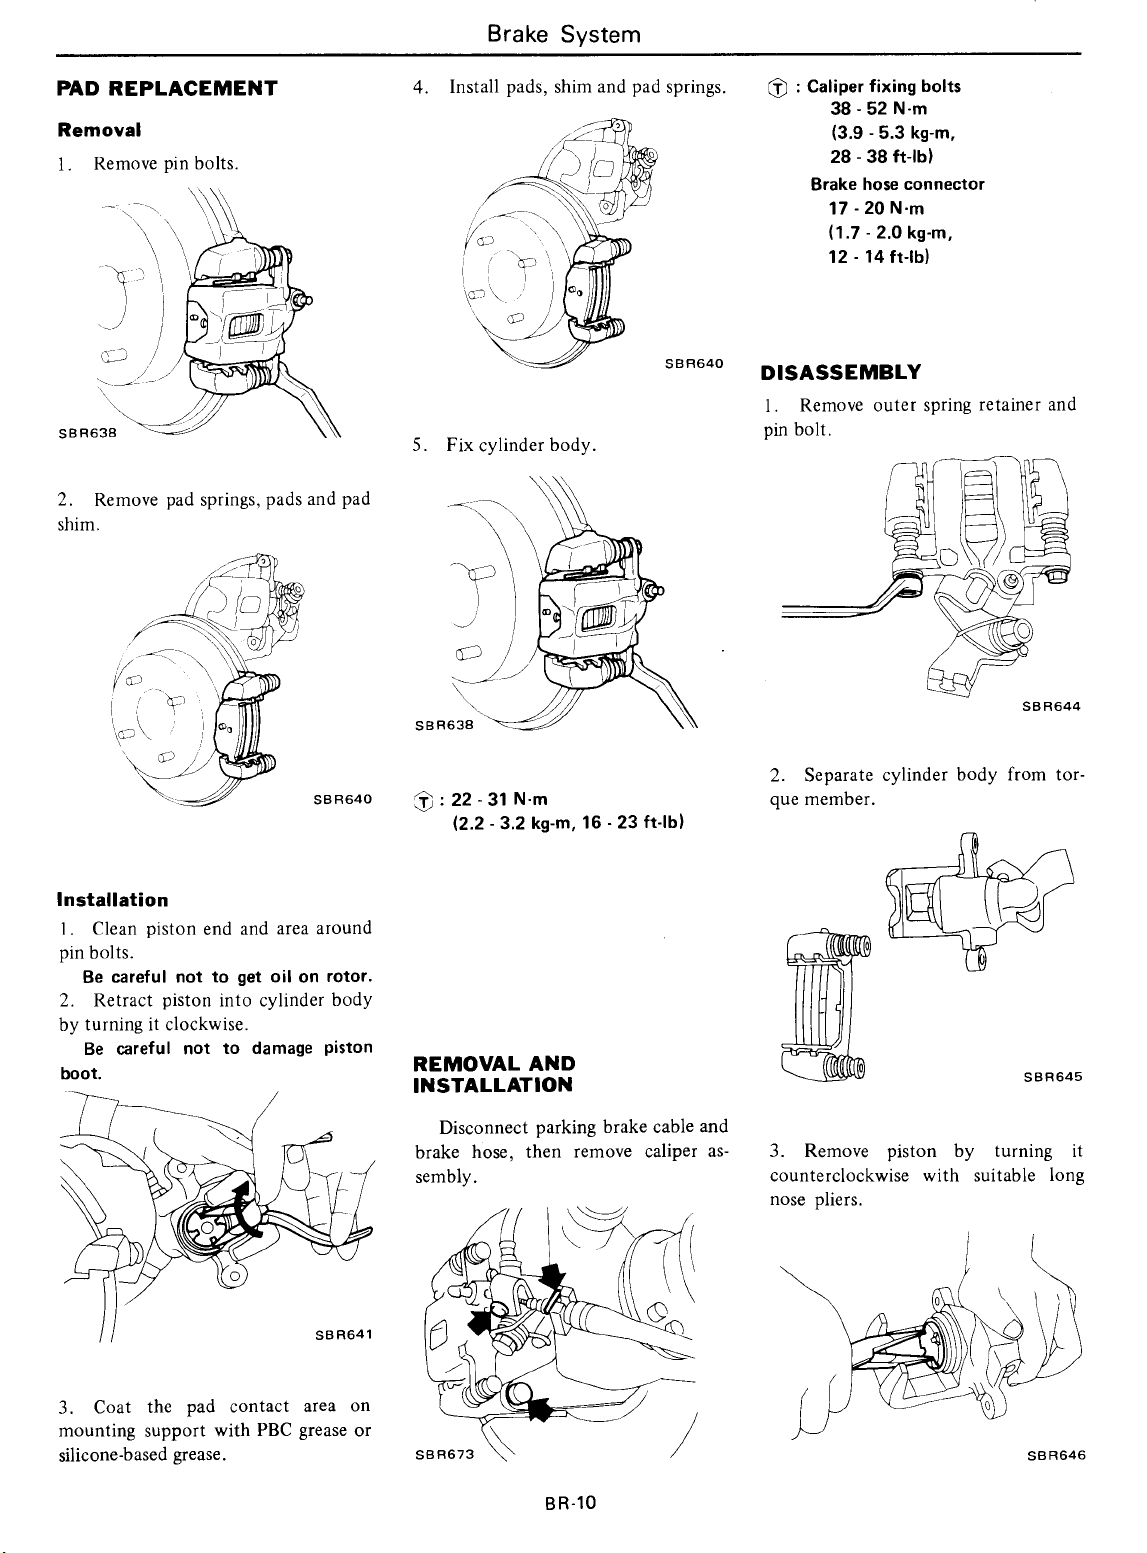 Brake System
PAD REPLACEMENT
Removal
1. Remove pin bolts.
SBR638
2. Remove pad springs, pads and pad
shim.
SBR640
Installation
1. Clean piston end and area around
pin bolts.
Be careful not to get oil on rotor.
2. Retract piston into cylinder body
by turning it clockwise.
Be careful not to damage piston
boot.
SBR641
3. Coat the pad contact area on
mounting support with PBC grease or
silicone-based grease.
4. Install pads, shim and pad springs.
SBR640
5. Fix cylinder body.
SBR638
Ⓣ : 22 - 31 N·m
(2.2 - 3.2 kg-m, 16 - 23 ft-lb)
REMOVAL AND
INSTALLATION
Disconnect parking brake cable and
brake hose, then remove caliper as-
sembly.
SBR673
Ⓣ : Caliper fixing bolts
38 - 52 N·m
(3.9 - 5.3 kg-m,
28 - 38 ft-lb)
Brake hose connector
17 - 20 N·m
(1.7 - 2.0 kg-m,
12 - 14 ft-lb)
DISASSEMBLY
1. Remove outer spring retainer and
pin bolt.
SBR644
2. Separate cylinder body from tor-
que member.
SBR645
3. Remove piston by turning it
counterclockwise with suitable long
nose pliers.
SBR646
BR-10